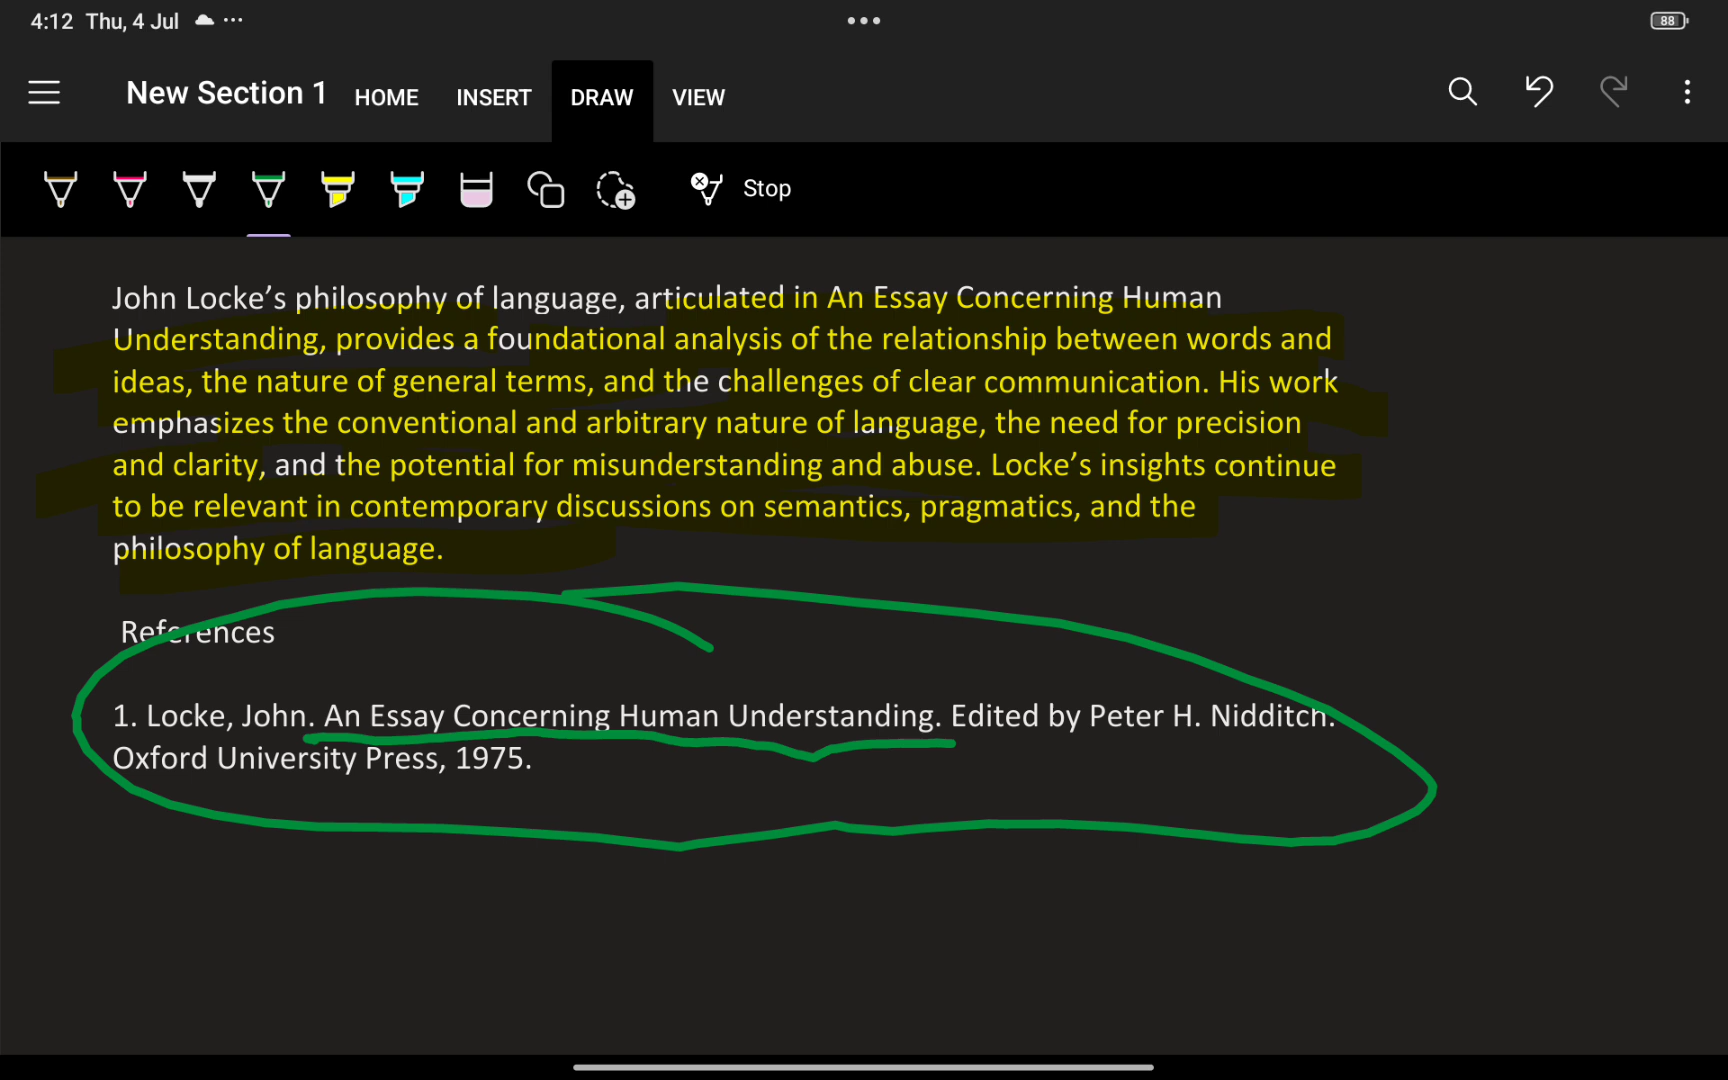 4:12 Thu, 4 Jul
88
New Section 1 HOME INSERT DRAW VIEW
Stop
John Locke’s philosophy of language, articulated in An Essay Concerning Human
Understanding, provides a foundational analysis of the relationship between words and
ideas, the nature of general terms, and the challenges of clear communication. His work
emphasizes the conventional and arbitrary nature of language, the need for precision
and clarity, and the potential for misunderstanding and abuse. Locke’s insights continue
to be relevant in contemporary discussions on semantics, pragmatics, and the
philosophy of language.
References
1. Locke, John. An Essay Concerning Human Understanding. Edited by Peter H. Nidditch.
Oxford University Press, 1975.